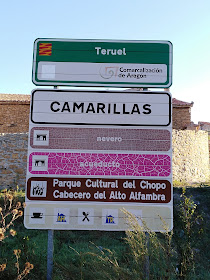 Teruel
Comarcalización
de Aragón
CAMARILLAS
nevero
acueducto
Parque Cultural del Chopo
Cabecero del Alto Alfambra